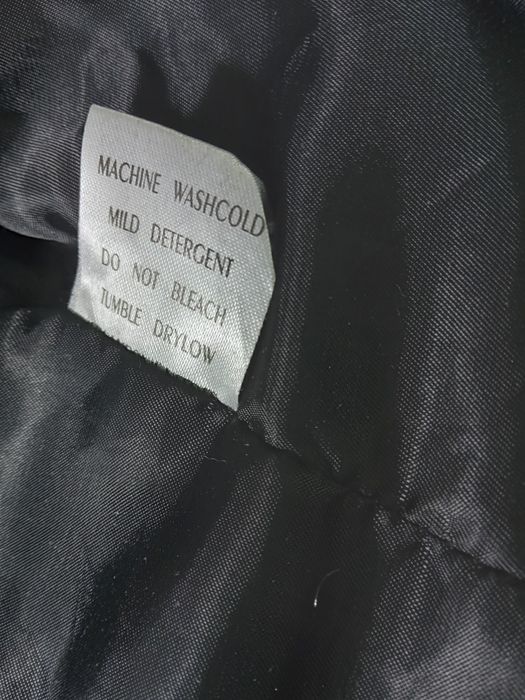 MACHINE WASHCOLD
MILD DETERGENT
DO NOT BLEACH
TUMBLE DRYLOW